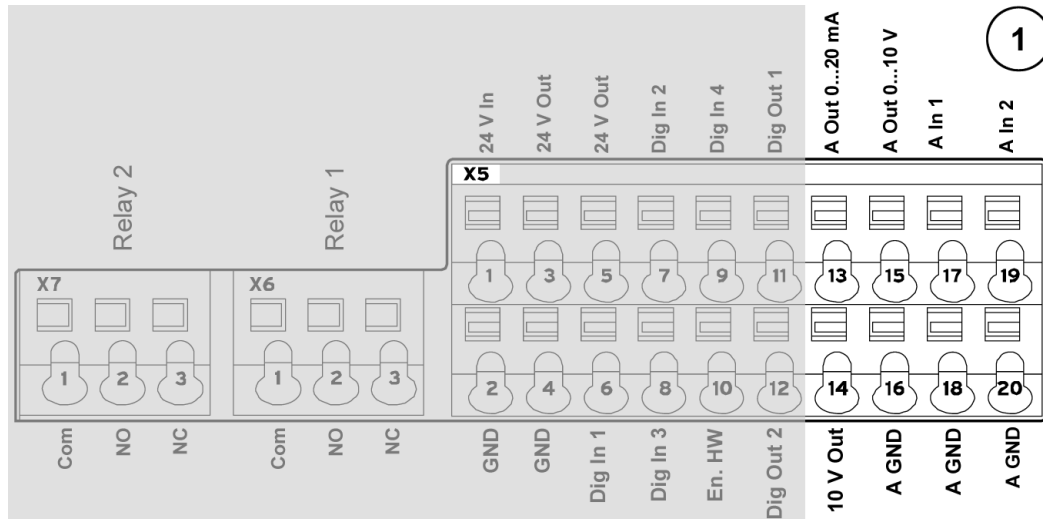 24 V In
24 V Out
24 V Out
Dig In 2
Dig In 4
Dig Out 1
A Out 0...20 mA
A Out 0...10 V
A In 1
A In 2
1
Relay 2
Relay 1
X5
1 3 5 7 9 11 13 15 17 19
X7
X6
1 2 3
1 2 3
2 4 6 8 10 12 14 16 18 20
Com
NO
NC
Com
NO
NC
GND
GND
Dig In 1
Dig In 3
En. HW
Dig Out 2
10 V Out
A GND
A GND
A GND